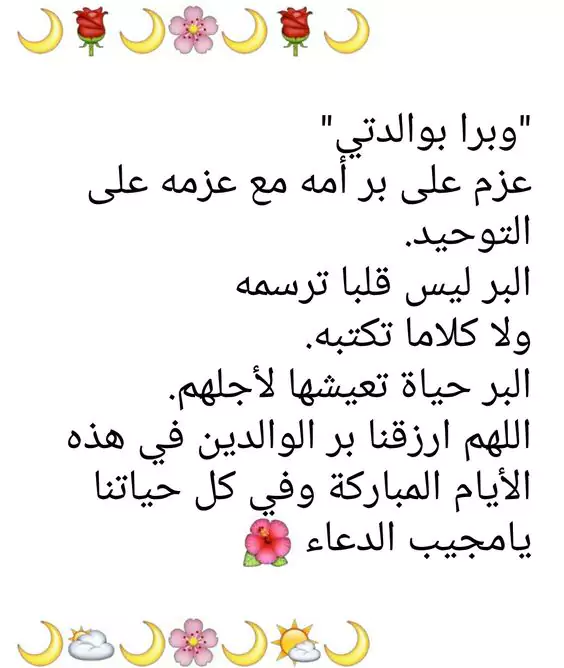 🌙🌹🌙🌸🌙🌹🌙
"وبرا بوالدتي"
عزم على بر أمه مع عزمه على
التوحيد.
البر ليس قلبا ترسمه
ولا كلاما تكتبه.
البر حياة تعيشها لأجلهم.
اللهم ارزقنا بر الوالدين في هذه
الأيام المباركة وفي كل حياتنا
يامجيب الدعاء 🌺
🌙⛅🌙🌸🌙🌤🌙